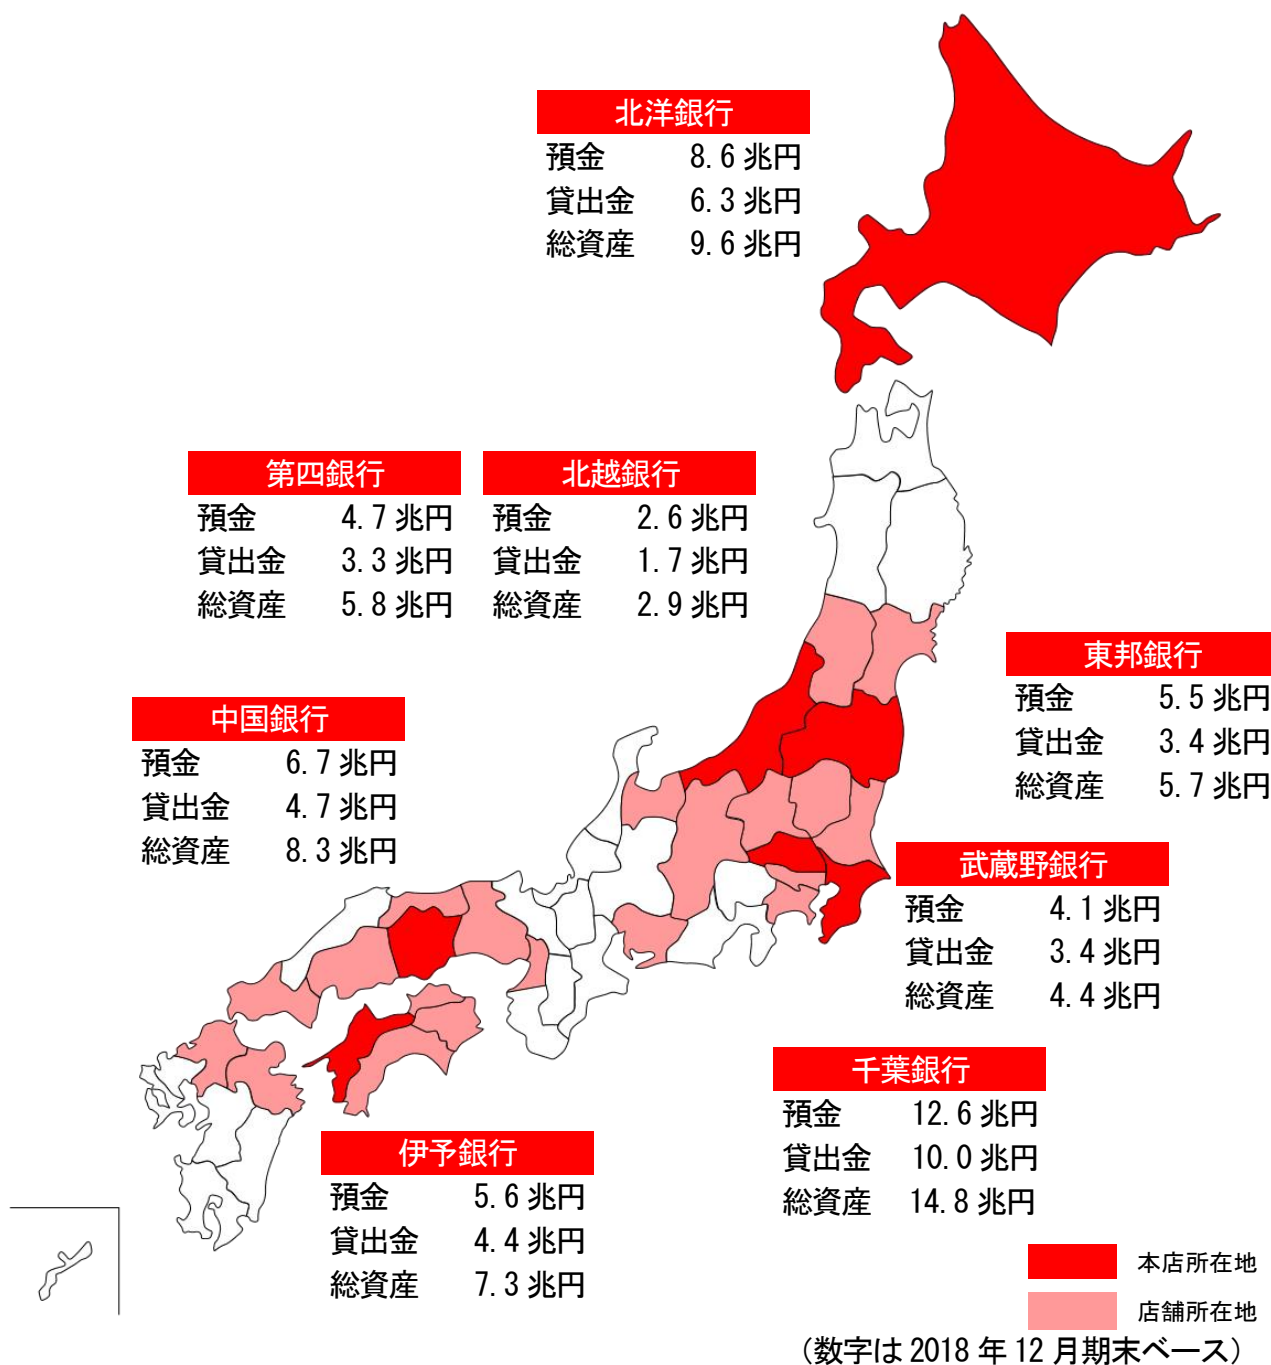 北洋銀行
預金 8.6兆円
貸出金 6.3兆円
総資産 9.6兆円
第四銀行
預金 4.7兆円
貸出金 3.3兆円
総資産 5.8兆円
北越銀行
預金 2.6兆円
貸出金 1.7兆円
総資産 2.9兆円
東邦銀行
預金 5.5兆円
貸出金 3.4兆円
総資産 5.7兆円
中国銀行
預金 6.7兆円
貸出金 4.7兆円
総資産 8.3兆円
武蔵野銀行
預金 4.1兆円
貸出金 3.4兆円
総資産 4.4兆円
千葉銀行
預金 12.6兆円
貸出金 10.0兆円
総資産 14.8兆円
伊予銀行
預金 5.6兆円
貸出金 4.4兆円
総資産 7.3兆円
本店所在地
店舗所在地
（数字は2018年12月期末ベース）